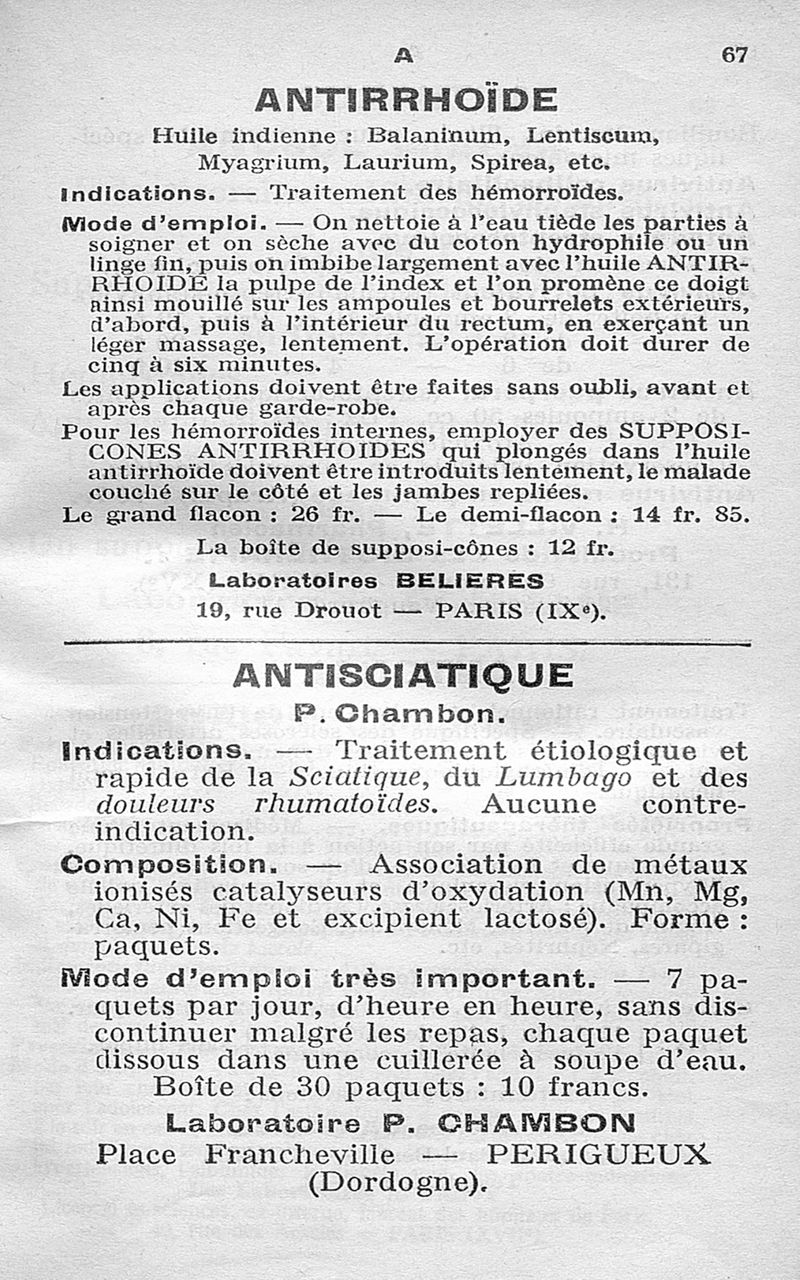 A 67
ANTIRRHOÏDE
Huile indienne : Balaninum, Lentiscum,
Myagrium, Laurium, Spirea, etc.
Indications. — Traitement des hémorroïdes.
Mode d'emploi. — On nettoie à l'eau tiède les parties à
soigner et on sèche avec du coton hydrophile ou un
linge fin, puis on imbibe largement avec l'huile ANTIR-
RHOIDE la pulpe de l'index et l'on promène ce doigt
ainsi mouillé sur les ampoules et bourrelets extérieurs,
d'abord, puis à l'intérieur du rectum, en exerçant un
léger massage, lentement. L'opération doit durer de
cinq à six minutes.
Les applications doivent être faites sans oubli, avant et
après chaque garde-robe.
Pour les hémorroïdes internes, employer des SUPPOSI-
CONES ANTIRRHOIDES qui plongés dans l'huile
antirrhoïde doivent être introduits lentement, le malade
couché sur le côté et les jambes repliées.
Le grand flacon : 26 fr. — Le demi-flacon : 14 fr. 85.
La boîte de supposi-cônes : 12 fr.
Laboratoires BELIERES
19, rue Drouot — PARIS (IXe).
ANTISCIATIQUE
P. Chambon.
Indications. — Traitement étiologique et
rapide de la Sciatique, du Lumbago et des
douleurs rhumatoïdes. Aucune contre-
indication.
Composition. — Association de métaux
ionisés catalyseurs d'oxydation (Mn, Mg,
Ca, Ni, Fe et excipient lactosé). Forme :
paquets.
Mode d'emploi très important. — 7 pa-
quets par jour, d'heure en heure, sans dis-
continuer malgré les repas, chaque paquet
dissous dans une cuillerée à soupe d'eau.
Boîte de 30 paquets : 10 francs.
Laboratoire P. CHAMBON
Place Francheville — PERIGUEUX
(Dordogne).